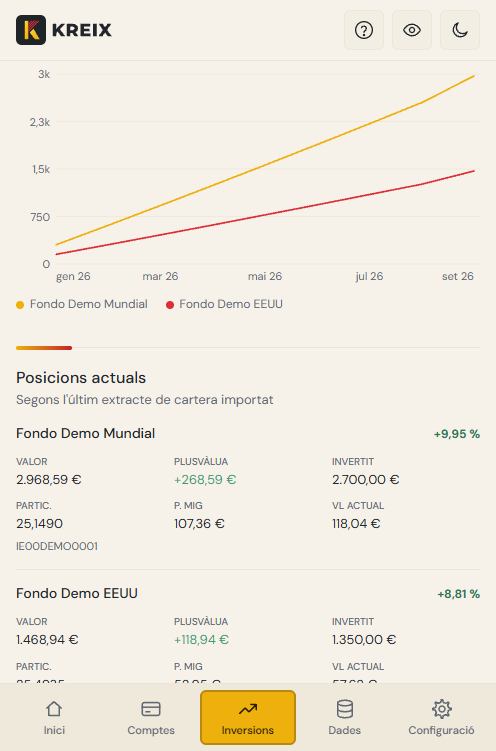 KREIX
3k
2,3k
1,5k
750
0
gen 26 mar 26 mai 26 jul 26 set 26
Fondo Demo Mundial Fondo Demo EEUU
Posicions actuals
Segons l'últim extracte de cartera importat
Fondo Demo Mundial +9,95 %
VALOR PLUSVÀLUA INVERTIT
2.968,59 € +268,59 € 2.700,00 €
PARTIC. P. MIG VL ACTUAL
25,1490 107,36 € 118,04 €
IE00DEMO0001
Fondo Demo EEUU +8,81 %
VALOR PLUSVÀLUA INVERTIT
1.468,94 € +118,94 € 1.350,00 €
PARTIC. P. MIG VL ACTUAL
Inici Comptes Inversions Dades Configuració